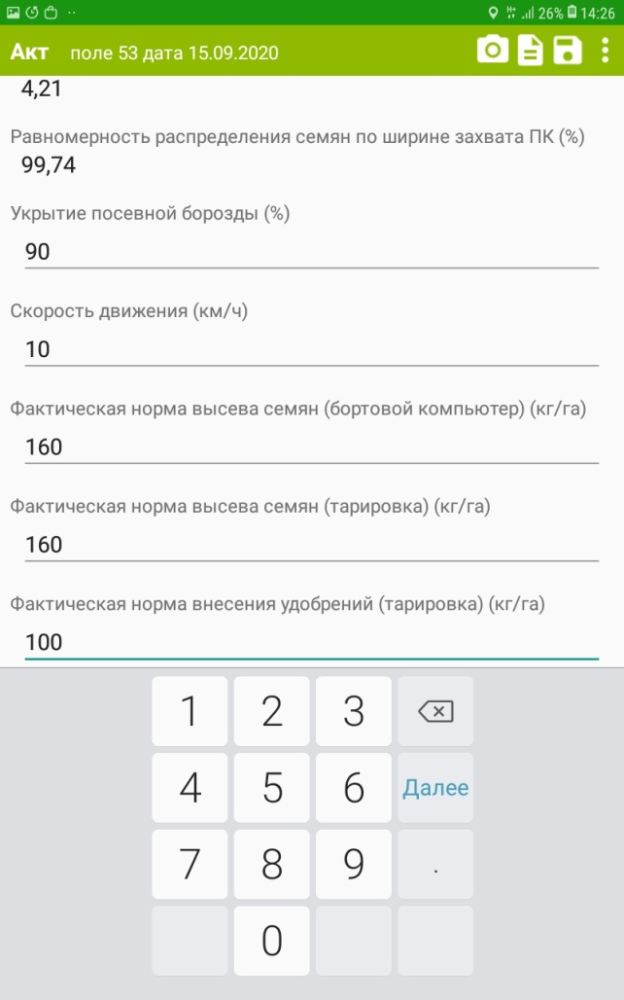 26% 14:26
Акт поле 53 дата 15.09.2020
4,21
Равномерность распределения семян по ширине захвата ПК (%)
99,74
Укрытие посевной борозды (%)
90
Скорость движения (км/ч)
10
Фактическая норма высева семян (бортовой компьютер) (кг/га)
160
Фактическая норма высева семян (тарировка) (кг/га)
160
Фактическая норма внесения удобрений (тарировка) (кг/га)
100
1 2 3
4 5 6 Далее
7 8 9 .
0